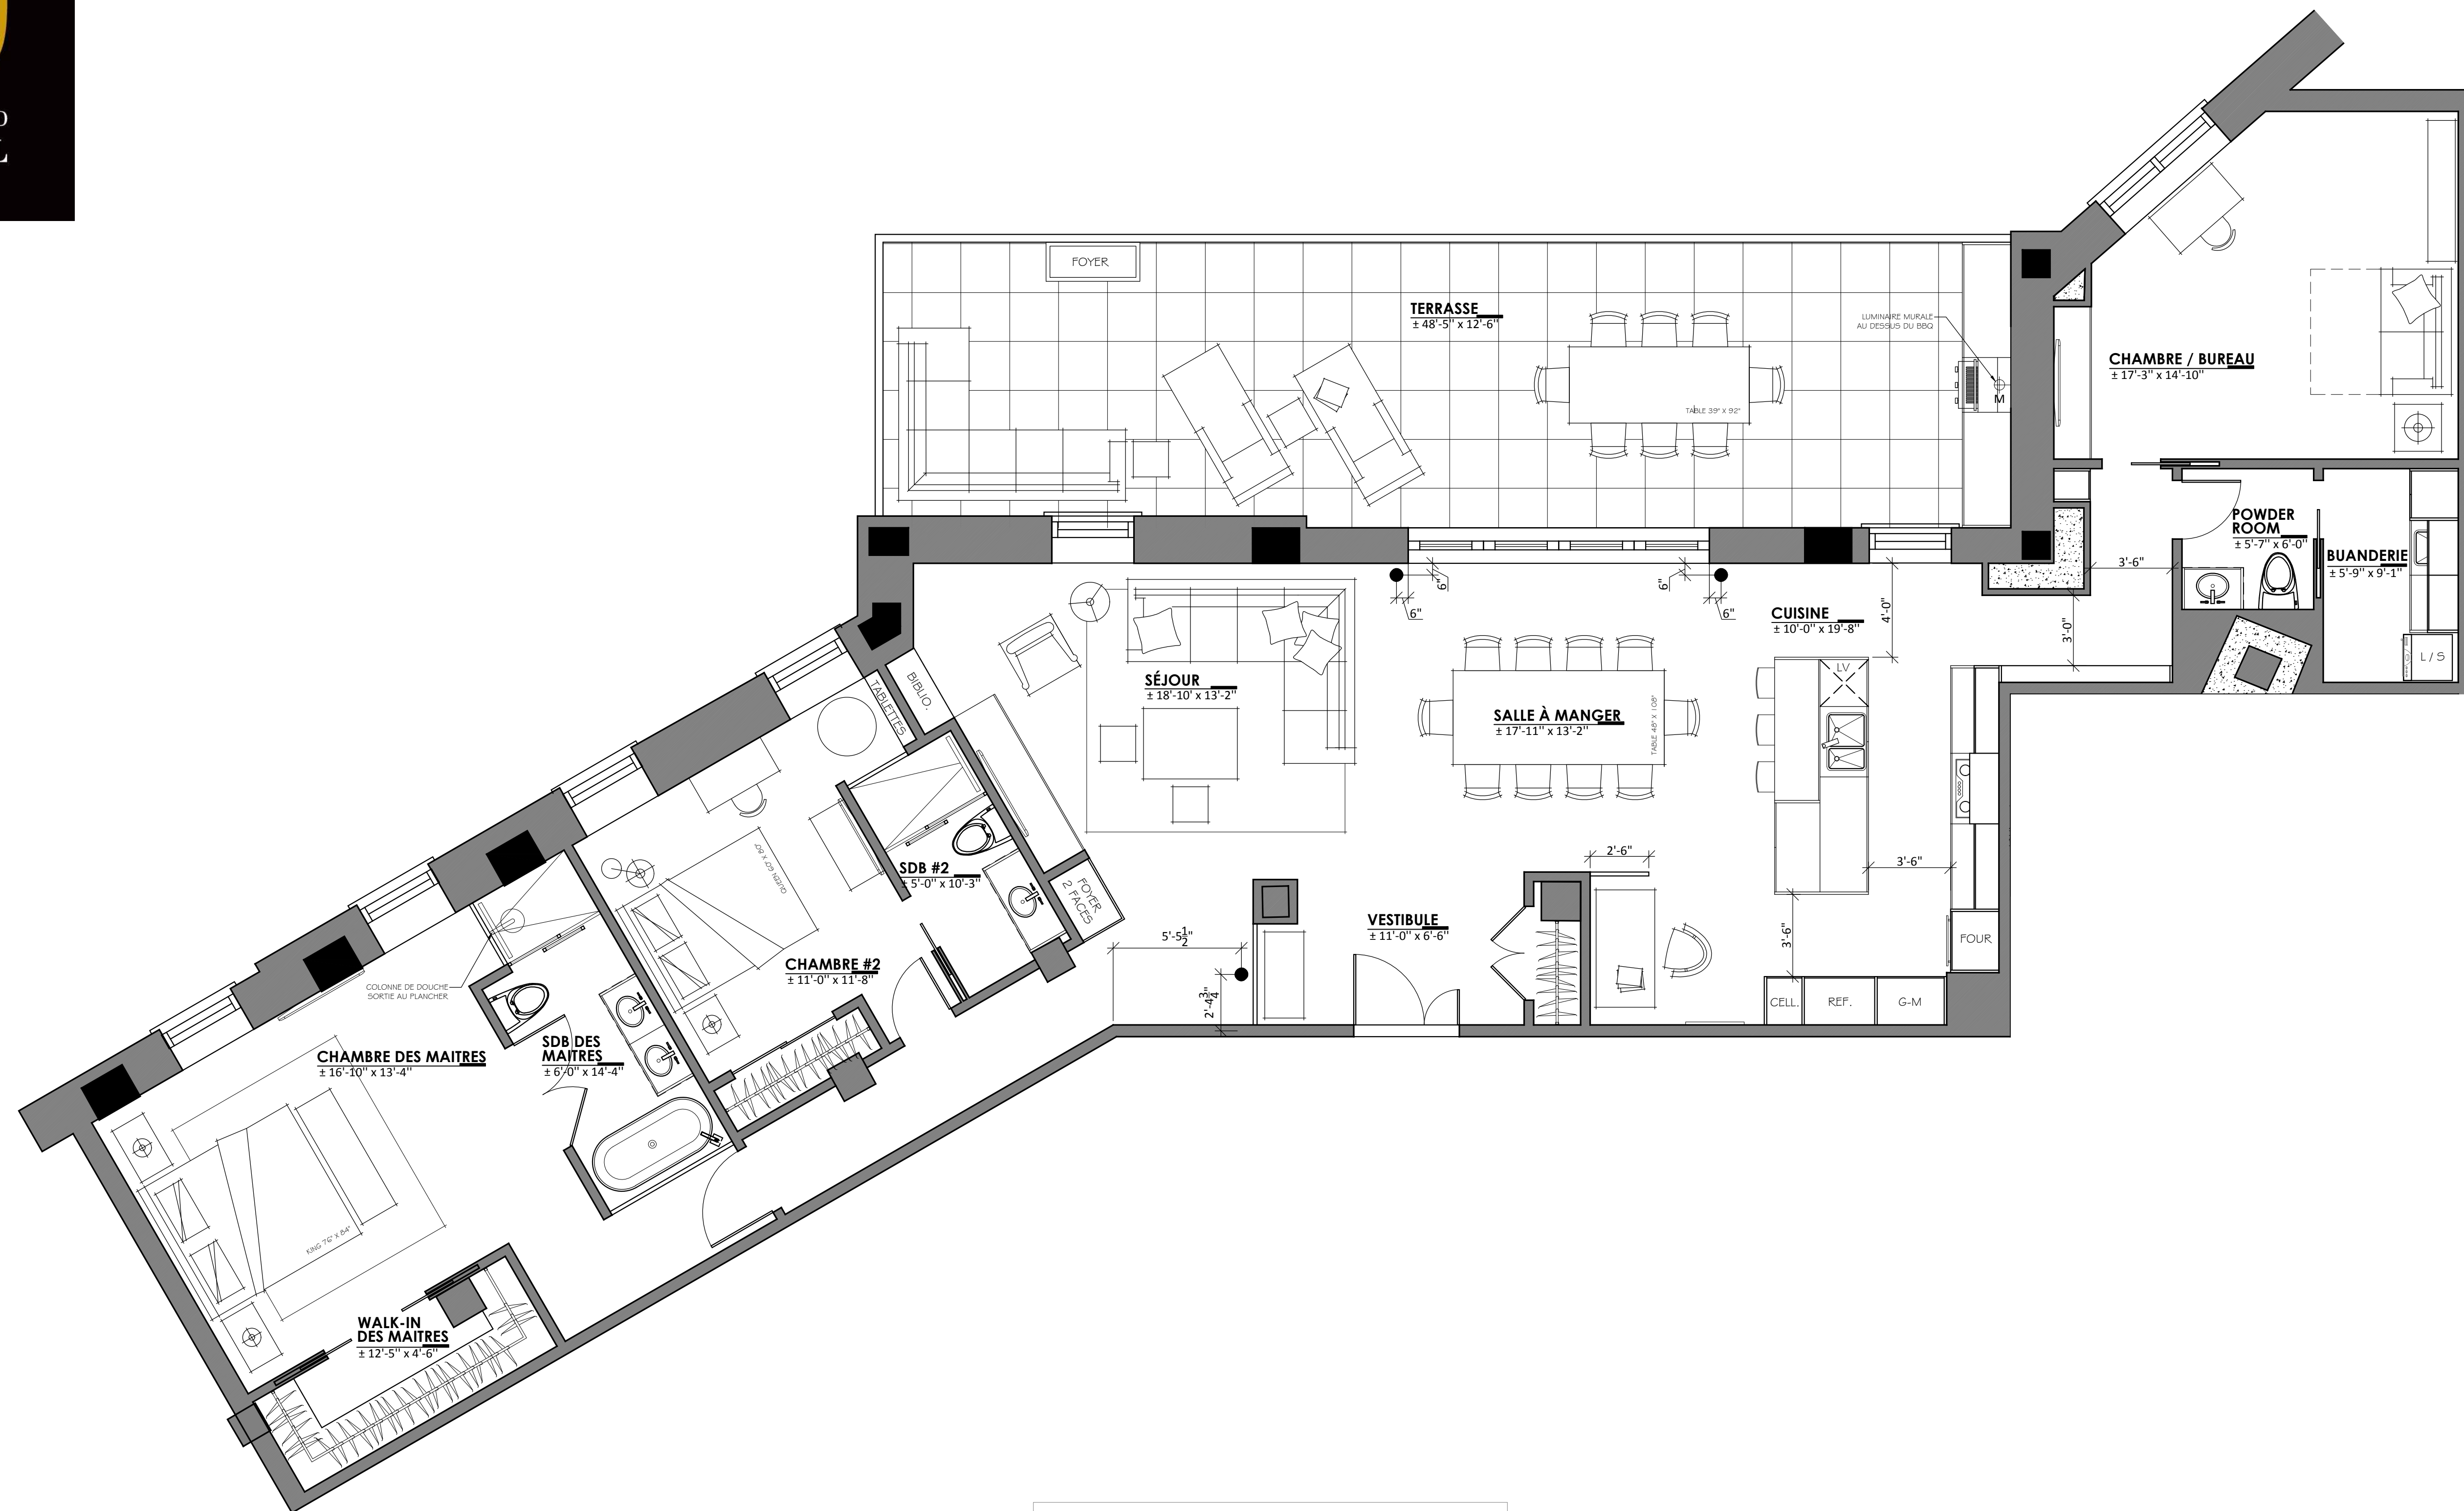 O
L
FOYER
TERRASSE
± 48'-5" x 12'-6"
LUMINAIRE MURALE
AU DESSUS DU BBQ
M
TABLE 39" X 92"
CHAMBRE / BUREAU
± 17'-3" x 14'-10"
POWDER
ROOM
± 5'-7" x 6'-0"
BUANDERIE
± 5'-9" x 9'-1"
L / S
3'-6"
3'-0"
4'-0"
6"
6"
6"
6"
CUISINE
± 10'-0" x 19'-8"
LV
SÉJOUR
± 18'-10' x 13'-2"
SALLE À MANGER
± 17'-11" x 13'-2"
TABLE 48" X 108"
BIBLIO.
TABLETTES
QUEEN 60" X 80"
SDB #2
± 5'-0" x 10'-3"
FOYER
2 FACES
2'-6"
3'-6"
3'-6"
FOUR
CELL.
REF.
G-M
VESTIBULE
± 11'-0" x 6'-6"
5'-5 1/2"
2'-4 3/4"
CHAMBRE #2
± 11'-0" x 11'-8"
COLONNE DE DOUCHE
SORTIE AU PLANCHER
SDB DES
MAITRES
± 6'-0" x 14'-4"
CHAMBRE DES MAITRES
± 16'-10" x 13'-4"
KING 76" X 84"
WALK-IN
DES MAITRES
± 12'-5" x 4'-6"